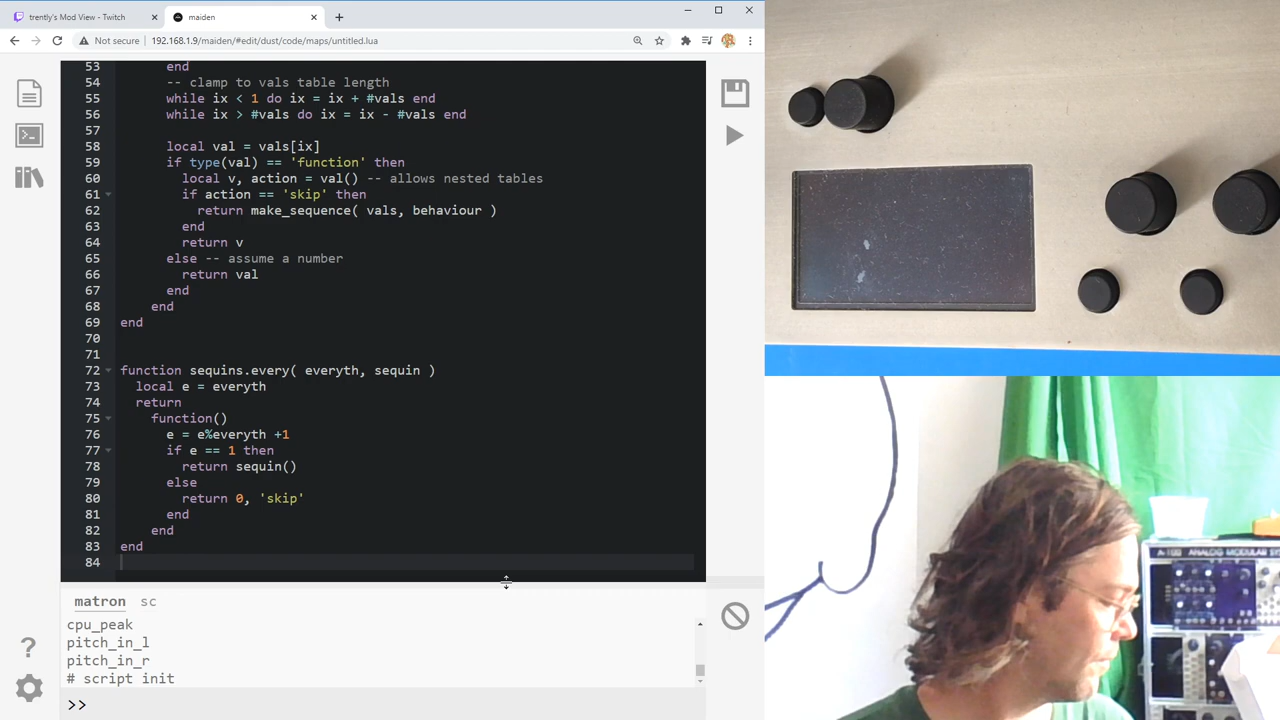 trently's Mod View - Twitch
maiden
Not secure
192.168.1.9/maiden/#edit/dust/code/maps/untitled.lua
53 end
54 -- clamp to vals table length
55 while ix < 1 do ix = ix + #vals end
56 while ix > #vals do ix = ix - #vals end
57
58 local val = vals[ix]
59 if type(val) == 'function' then
60 local v, action = val() -- allows nested tables
61 if action == 'skip' then
62 return make_sequence( vals, behaviour )
63 end
64 return v
65 else -- assume a number
66 return val
67 end
68 end
69 end
70
71
72 function sequins.every( everyth, sequin )
73 local e = everyth
74 return
75 function()
76 e = e%everyth +1
77 if e == 1 then
78 return sequin()
79 else
80 return 0, 'skip'
81 end
82 end
83 end
84
matron sc
cpu_peak
pitch_in_l
pitch_in_r
# script init
>>
?
A-100 ANALOG MODULAR SY